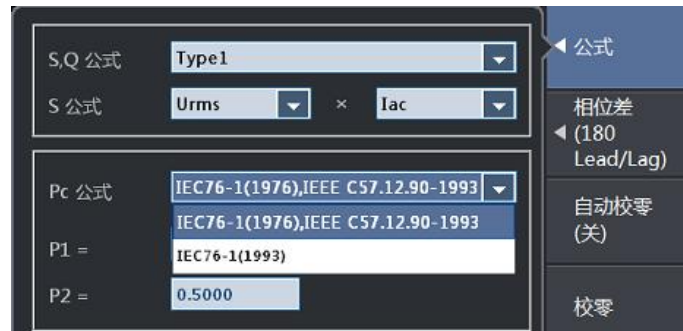 S,Q 公式 Type1
S 公式 Urms × Iac
Pc 公式 IEC76-1(1976),IEEE C57.12.90-1993
IEC76-1(1976),IEEE C57.12.90-1993
P1 =
IEC76-1(1993)
P2 = 0.5000
公式
相位差
(180
Lead/Lag)
自动校零
(关)
校零